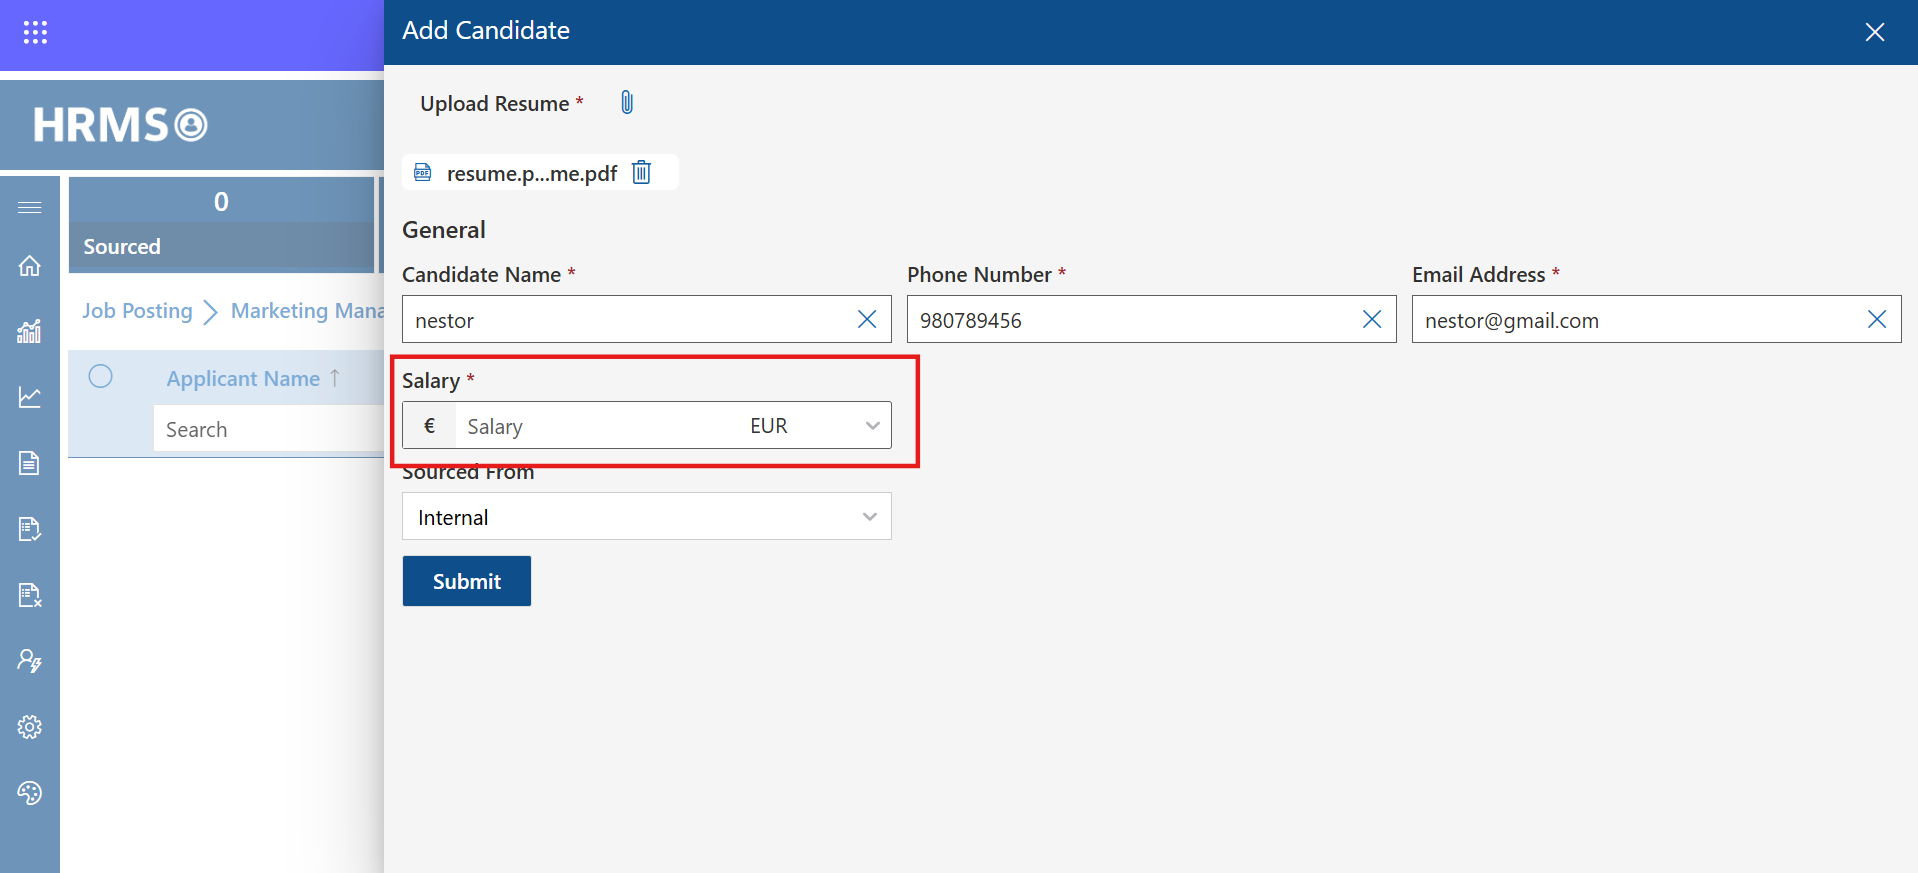 Add Candidate
HRMS
Upload Resume *
PDF
resume.p...me.pdf
0
Sourced
General
Candidate Name *
Phone Number *
Email Address *
nestor
980789456
nestor@gmail.com
Job Posting
Marketing Mana
Salary *
Applicant Name ↑
€
Salary
EUR
Search
Sourced From
Internal
Submit